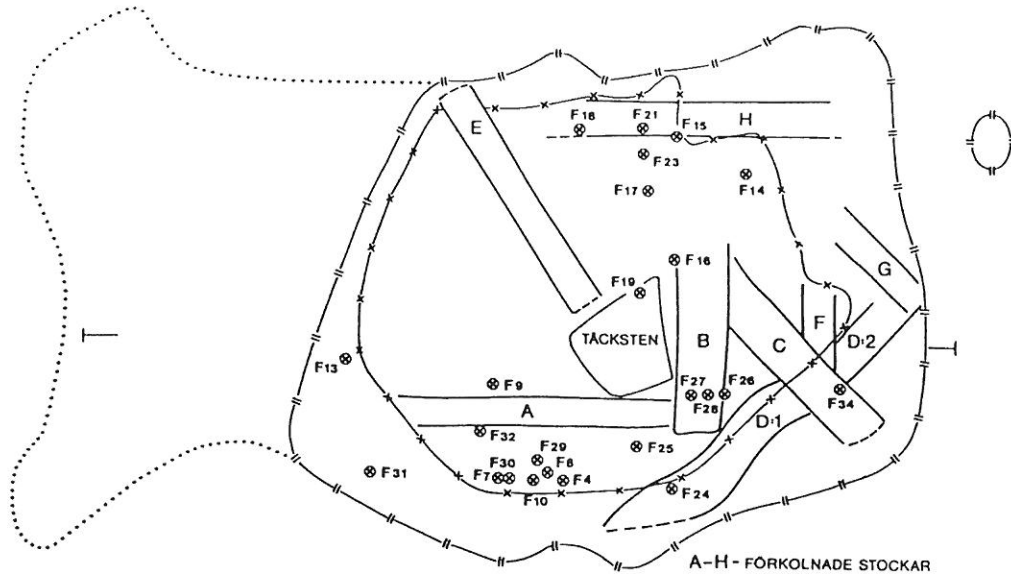 E
F18 F21 F15 H
F23
F17 F14
F16
G
F19
TÄCKSTEN B C F D:2
F13
F9 F27 F28 F26 F34
A D:1
F32
F29 F25
F31 F7 F30 F6 F4
F10 F24
A-H - FÖRKOLNADE STOCKAR